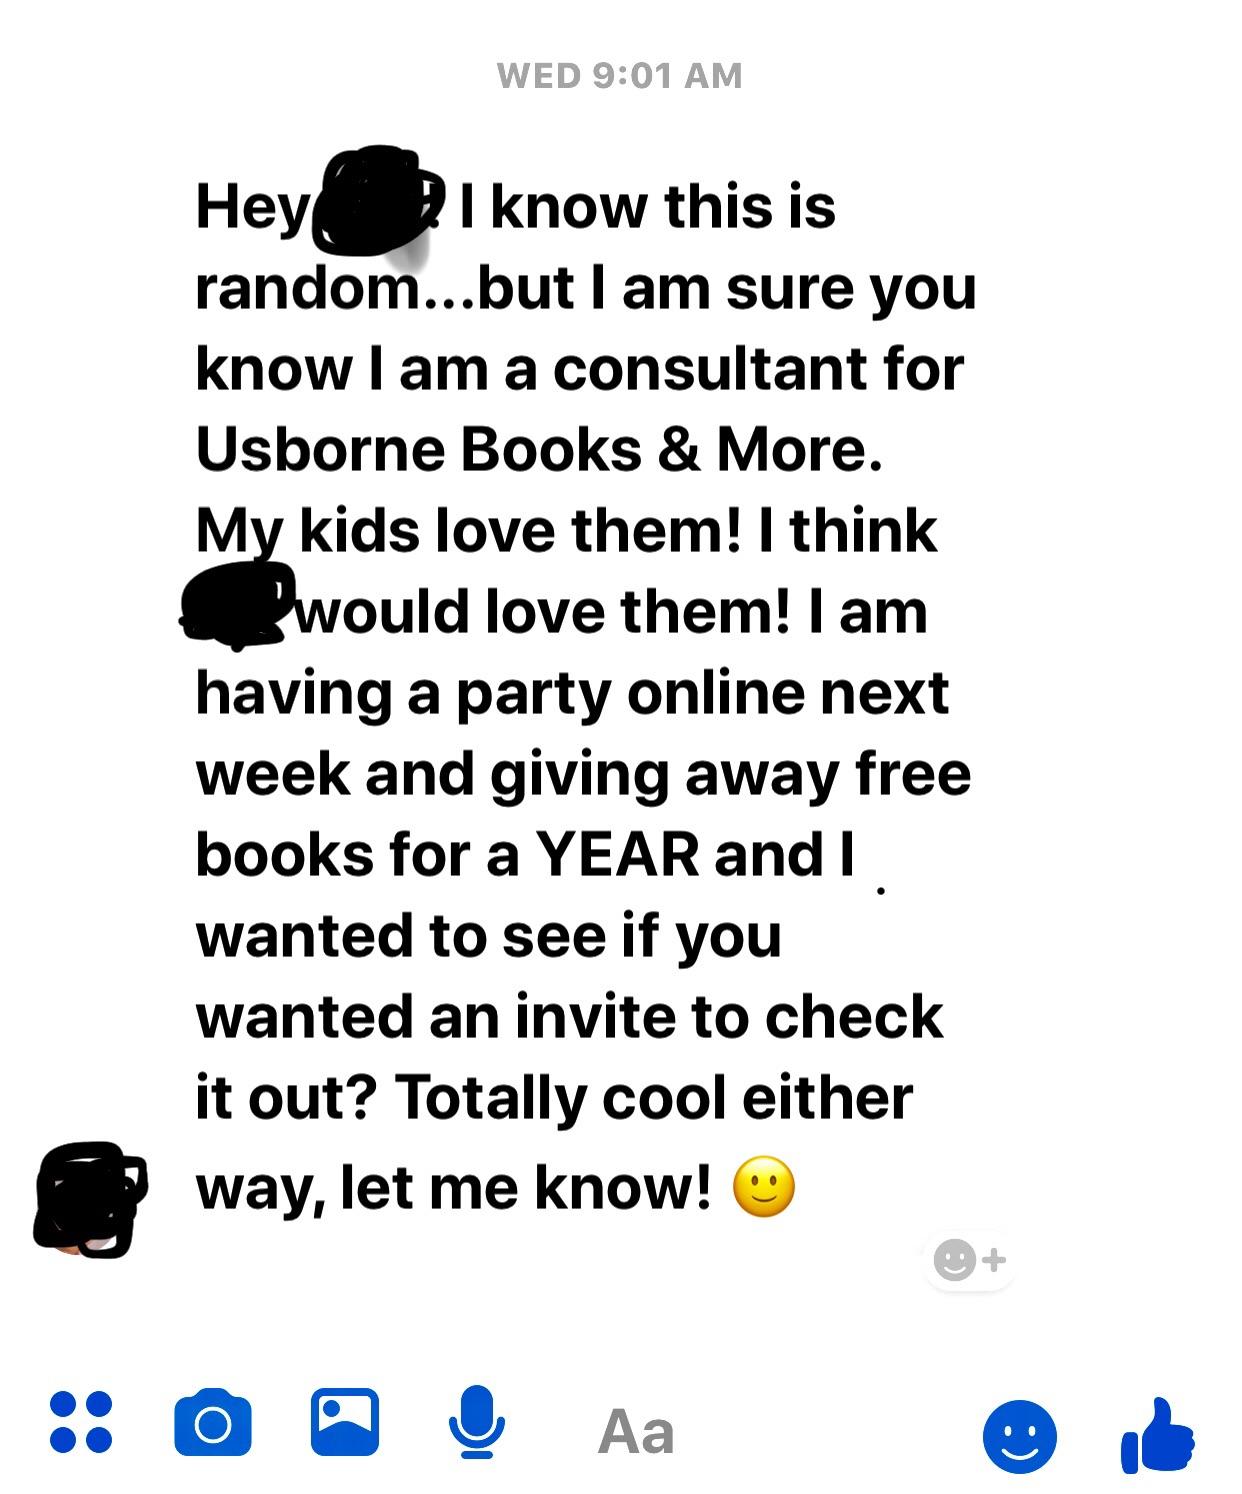 WED 9:01 AM
Hey ! I know this is
random...but I am sure you
know I am a consultant for
Usborne Books & More.
My kids love them! I think
would love them! I am
having a party online next
week and giving away free
books for a YEAR and I
wanted to see if you
wanted an invite to check
it out? Totally cool either
way, let me know! 🙂
Aa